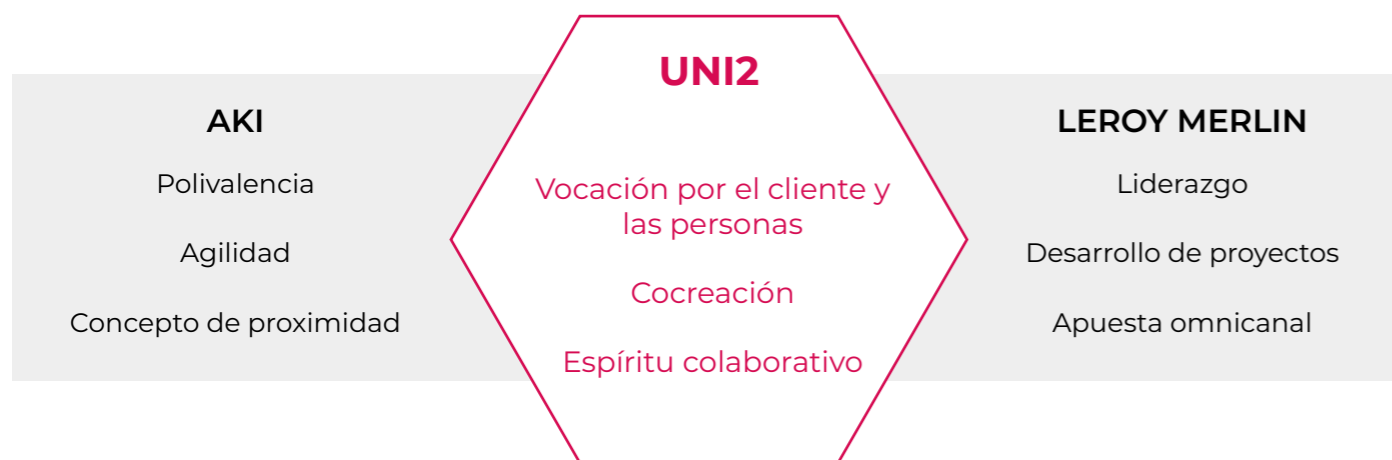 AKI
Polivalencia
Agilidad
Concepto de proximidad
UNI2
Vocación por el cliente y
las personas
Cocreación
Espíritu colaborativo
LEROY MERLIN
Liderazgo
Desarrollo de proyectos
Apuesta omnicanal